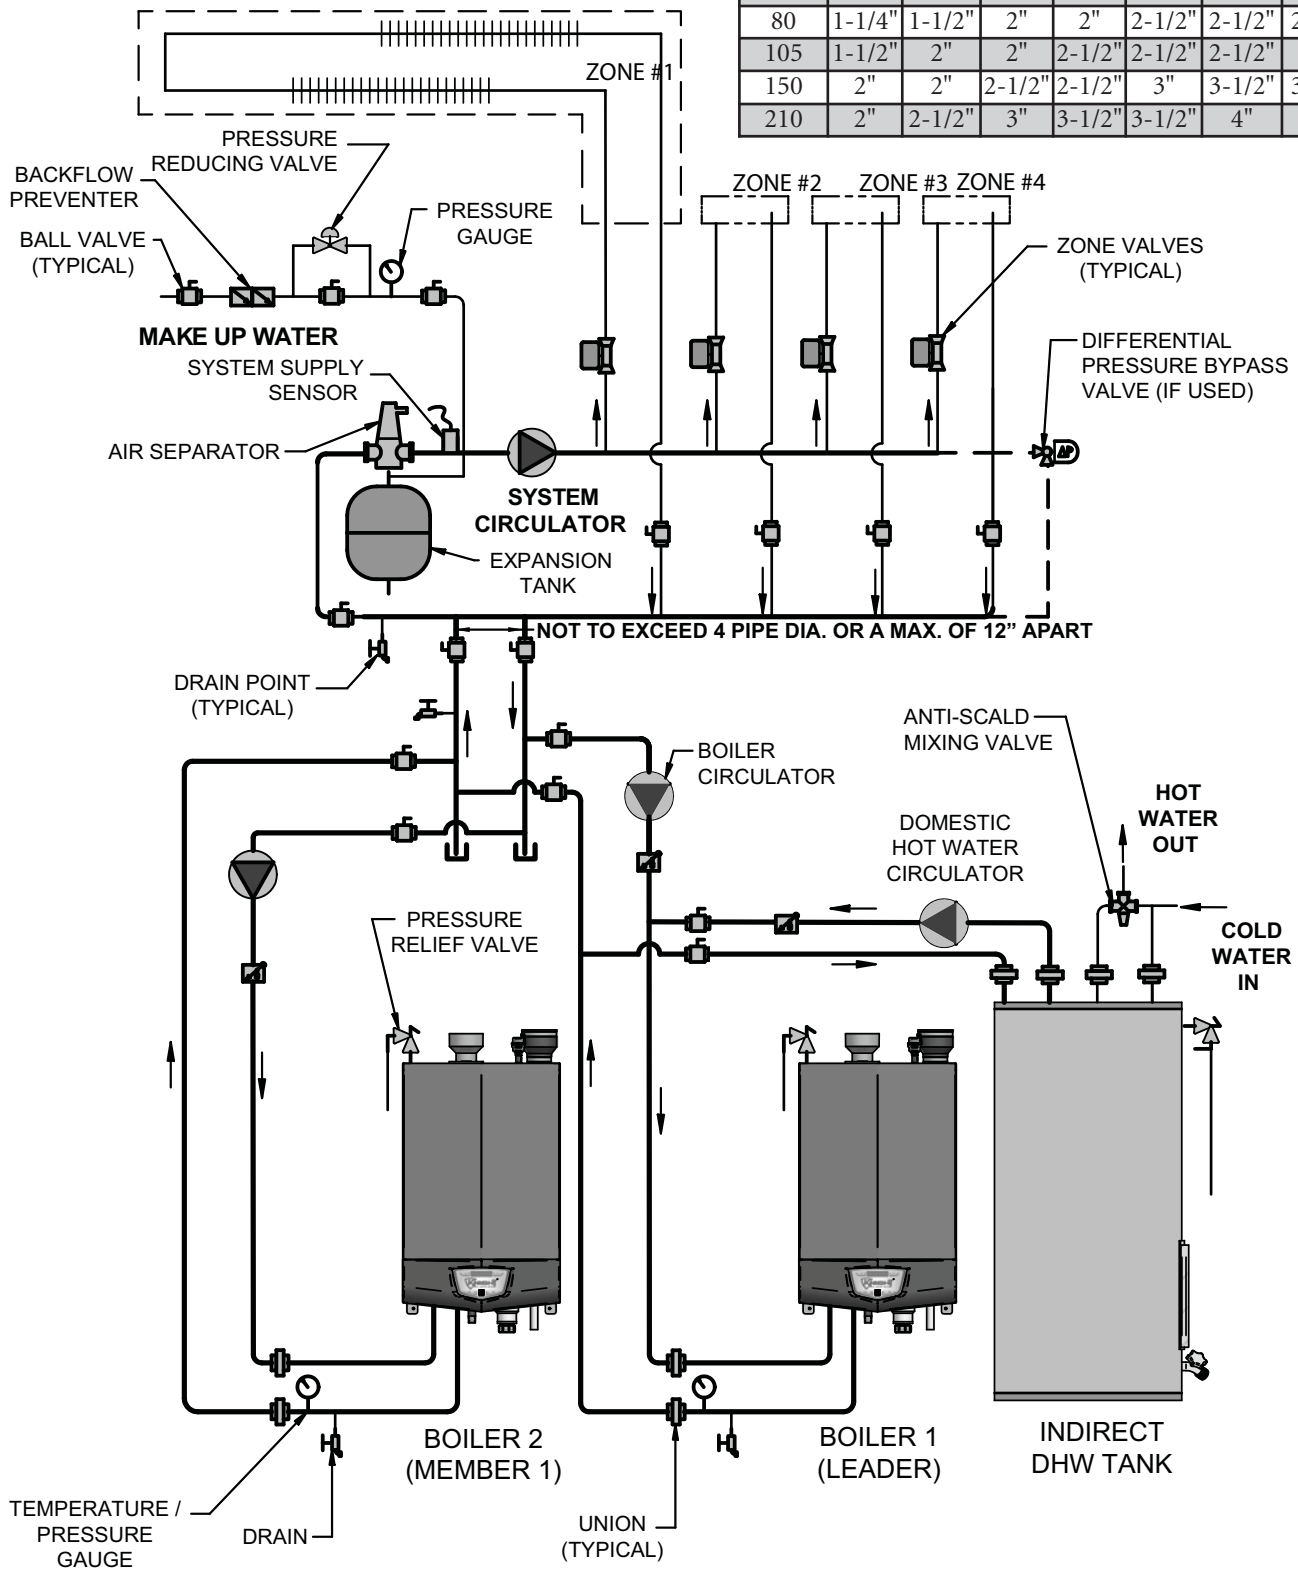 80 1-1/4" 1-1/2" 2" 2" 2-1/2" 2-1/2"
105 1-1/2" 2" 2" 2-1/2" 2-1/2" 2-1/2"
150 2" 2" 2-1/2" 2-1/2" 3" 3-1/2"
210 2" 2-1/2" 3" 3-1/2" 3-1/2" 4"
ZONE #1
PRESSURE
REDUCING VALVE
BACKFLOW
PREVENTER
BALL VALVE
(TYPICAL)
PRESSURE
GAUGE
ZONE #2
ZONE #3
ZONE #4
ZONE VALVES
(TYPICAL)
MAKE UP WATER
SYSTEM SUPPLY
SENSOR
DIFFERENTIAL
PRESSURE BYPASS
VALVE (IF USED)
AIR SEPARATOR
ΔP
SYSTEM
CIRCULATOR
EXPANSION
TANK
NOT TO EXCEED 4 PIPE DIA. OR A MAX. OF 12” APART
DRAIN POINT
(TYPICAL)
BOILER
CIRCULATOR
ANTI-SCALD
MIXING VALVE
HOT
WATER
OUT
DOMESTIC
HOT WATER
CIRCULATOR
PRESSURE
RELIEF VALVE
COLD
WATER
IN
BOILER 2
(MEMBER 1)
BOILER 1
(LEADER)
INDIRECT
DHW TANK
TEMPERATURE /
PRESSURE
GAUGE
DRAIN
UNION
(TYPICAL)